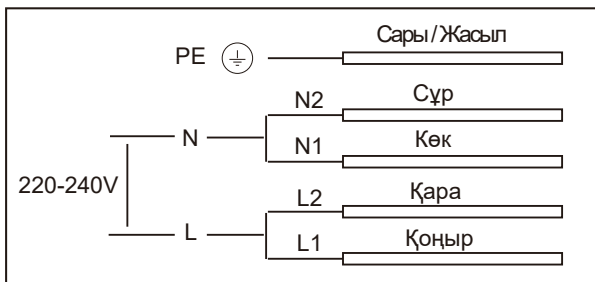 PE Сары/Жасыл
N2 Сұр
N
N1 Көк
220-240V
L2 Қара
L
L1 Қоңыр